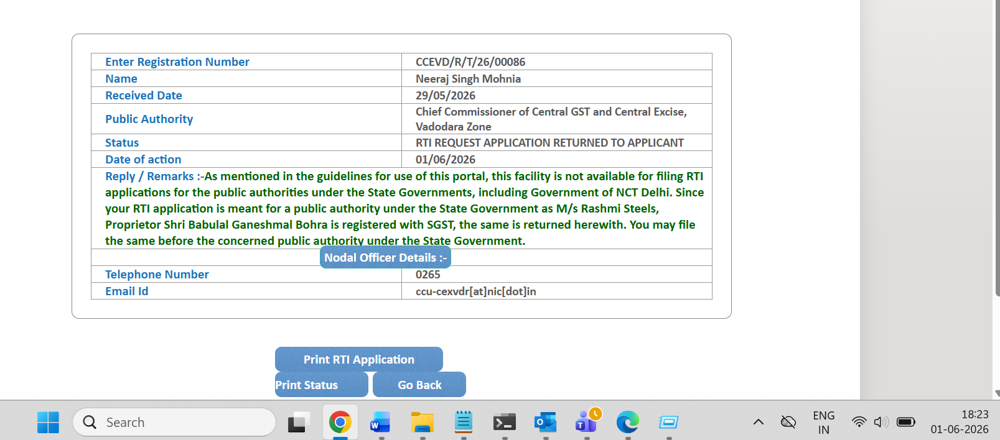 Enter Registration Number CCEVD/R/T/26/00086
Name Neeraj Singh Mohnia
Received Date 29/05/2026
Public Authority Chief Commissioner of Central GST and Central Excise,
Vadodara Zone
Status RTI REQUEST APPLICATION RETURNED TO APPLICANT
Date of action 01/06/2026
Reply / Remarks :-As mentioned in the guidelines for use of this portal, this facility is not available for filing RTI
applications for the public authorities under the State Governments, including Government of NCT Delhi. Since
your RTI application is meant for a public authority under the State Government as M/s Rashmi Steels,
Proprietor Shri Babulal Ganeshmal Bohra is registered with SGST, the same is returned herewith. You may file
the same before the concerned public authority under the State Government.
Nodal Officer Details :-
Telephone Number 0265
Email Id ccu-cexvdr[at]nic[dot]in
Print RTI Application
Print Status Go Back
Search
ENG
IN
18:23
01-06-2026